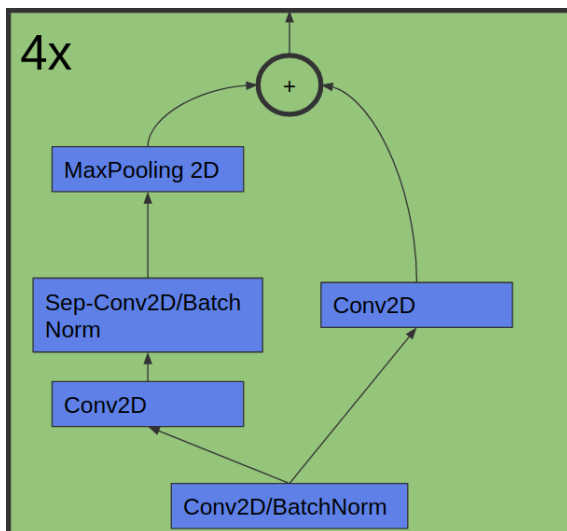 4x
+
MaxPooling 2D
Sep-Conv2D/Batch
Norm
Conv2D
Conv2D
Conv2D/BatchNorm